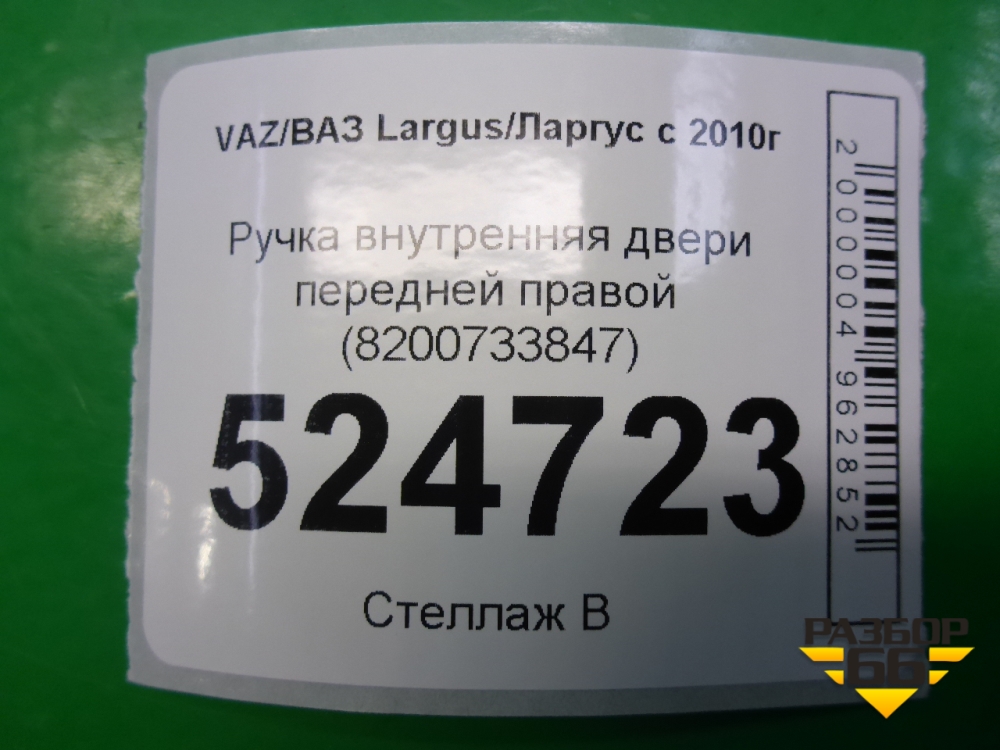 VAZ/ВАЗ Largus/Ларгус с 2010г
Ручка внутренняя двери
передней правой
(8200733847)
524723
Стеллаж В
2000004962852
РАЗБОР
66